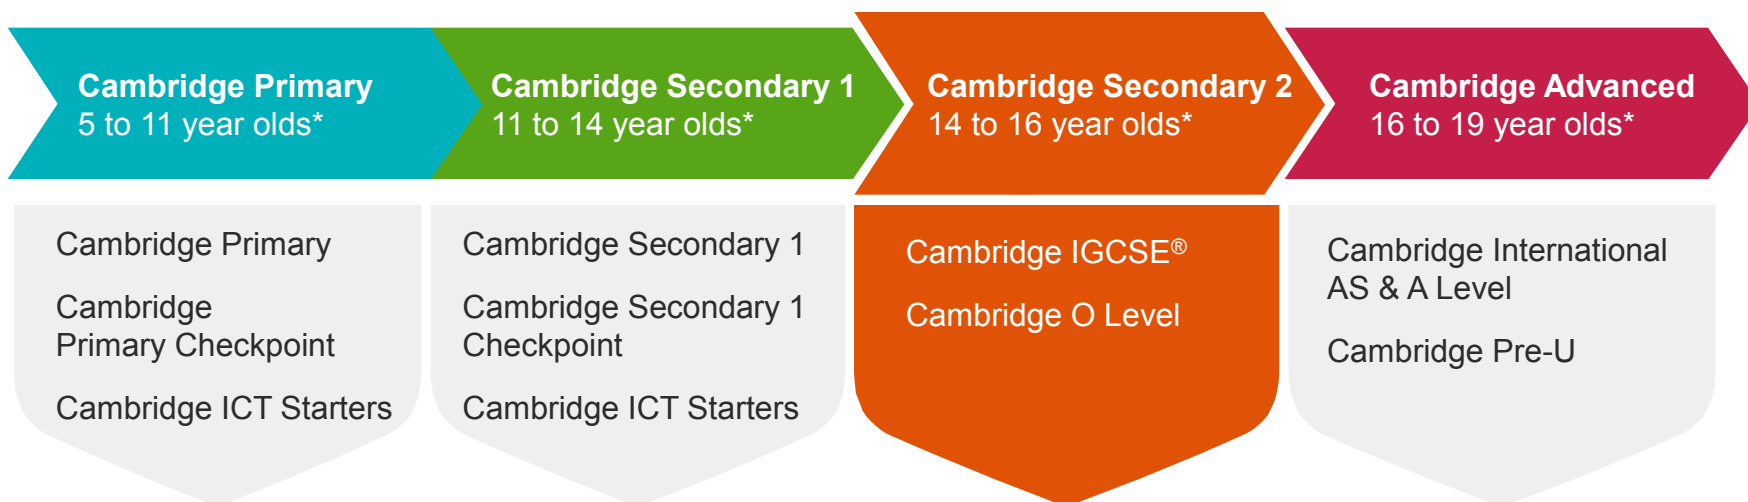 Cambridge Primary
5 to 11 year olds*
Cambridge Secondary 1
11 to 14 year olds*
Cambridge Secondary 2
14 to 16 year olds*
Cambridge Advanced
16 to 19 year olds*
Cambridge Primary
Cambridge
Primary Checkpoint
Cambridge ICT Starters
Cambridge Secondary 1
Cambridge Secondary 1
Checkpoint
Cambridge ICT Starters
Cambridge IGCSE®
Cambridge O Level
Cambridge International
AS & A Level
Cambridge Pre-U